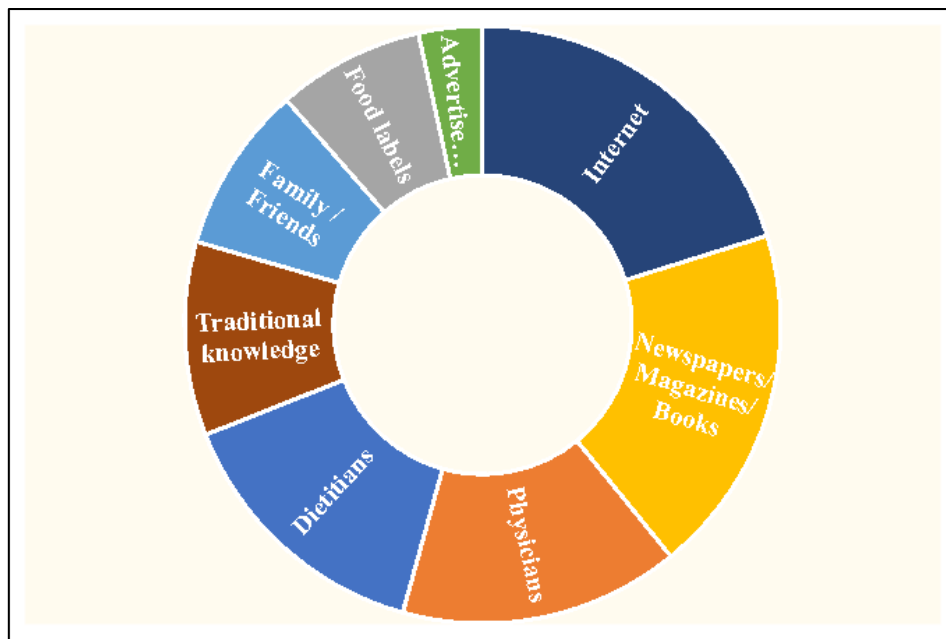 Internet
Newspapers/
Magazines/
Books
Physicians
Dietitians
Traditional
knowledge
Family /
Friends
Food labels
Advertise...